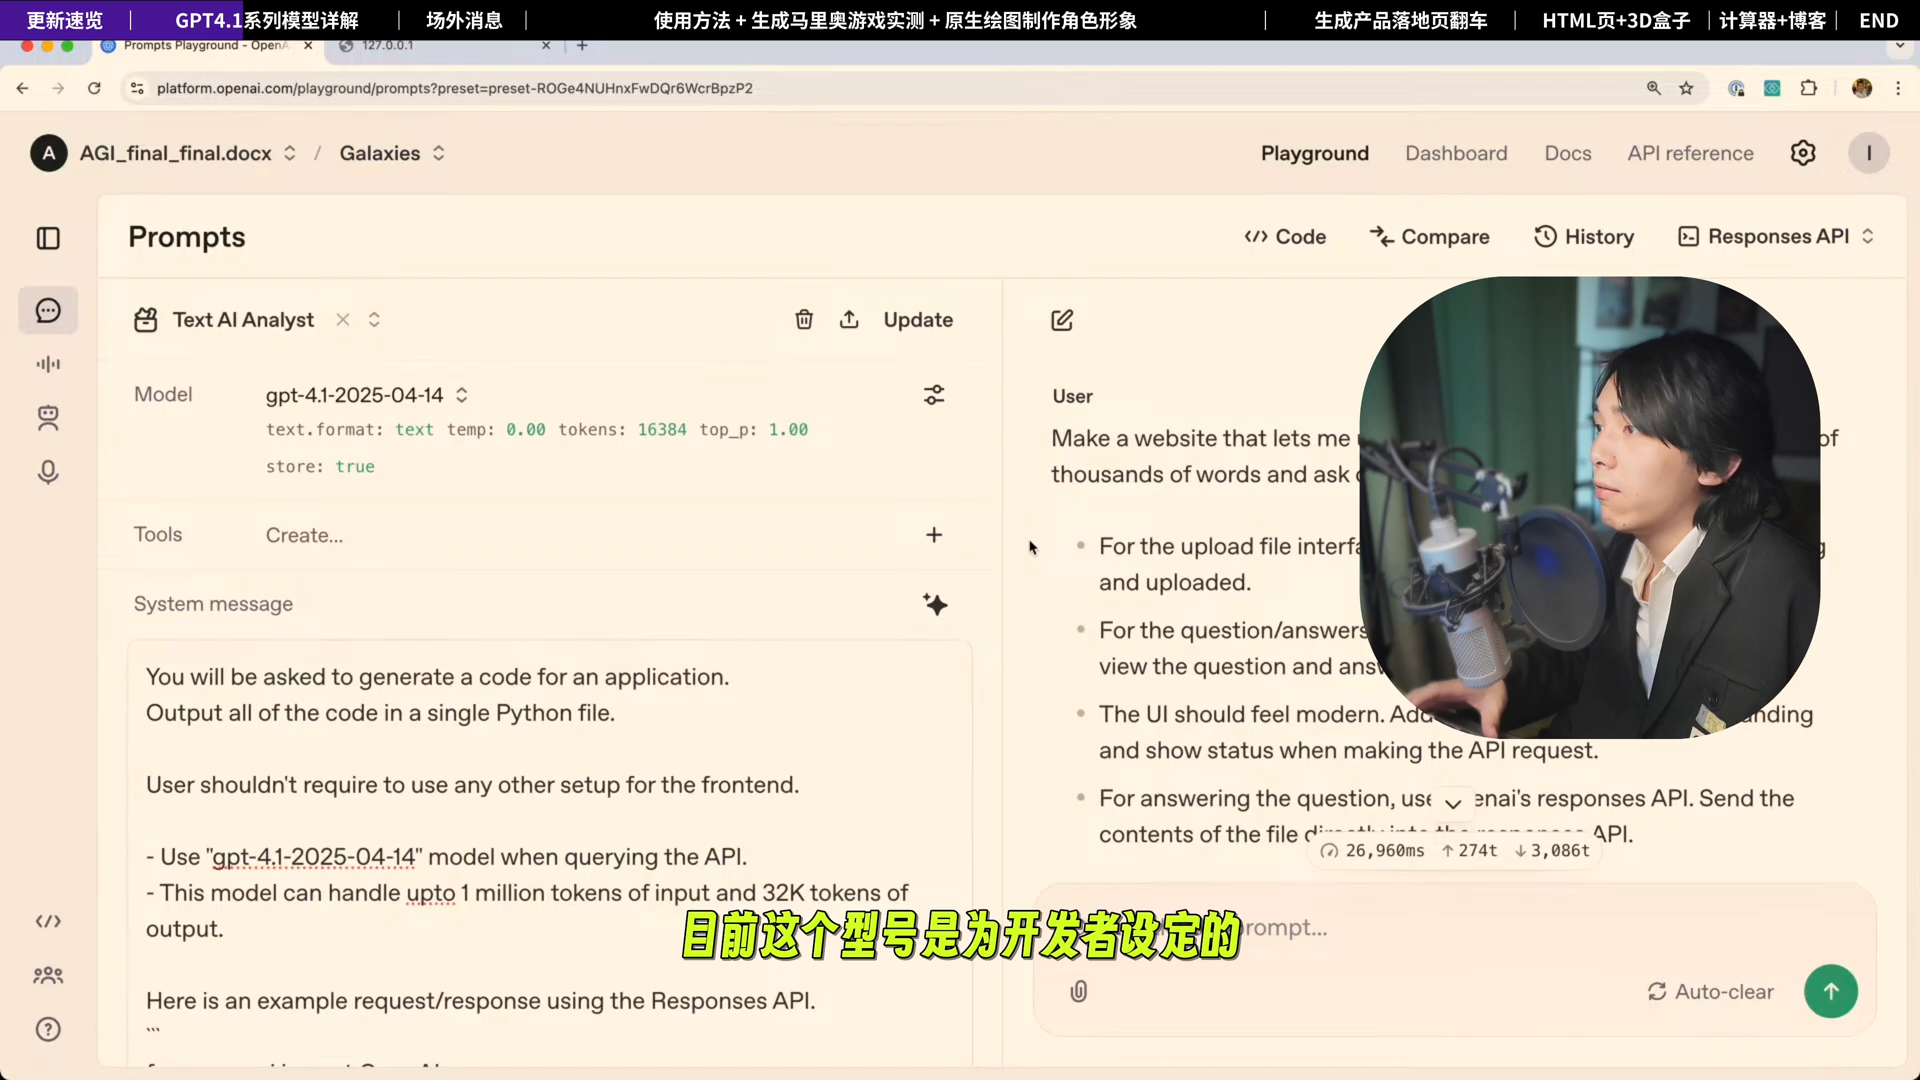 更新速览
GPT4.1系列模型详解
场外消息
使用方法 + 生成马里奥游戏实测 + 原生绘图制作角色形象
生成产品落地页翻车
HTML页+3D盒子
计算器+博客
END
Prompts Playground - OpenA
127.0.0.1
platform.openai.com/playground/prompts?preset=preset-ROGe4NUHnxFwDQr6WcrBpzP2
A AGI_final_final.docx / Galaxies
Playground Dashboard Docs API reference I
Prompts
Code Compare History Responses API
Text AI Analyst
Update
Model gpt-4.1-2025-04-14
text.format: text temp: 0.00 tokens: 16384 top_p: 1.00
store: true
Tools Create...
System message
You will be asked to generate a code for an application.
Output all of the code in a single Python file.
User shouldn't require to use any other setup for the frontend.
- Use "gpt-4.1-2025-04-14" model when querying the API.
- This model can handle upto 1 million tokens of input and 32K tokens of
output.
Here is an example request/response using the Responses API.
```
User
Make a website that lets me of
thousands of words and ask
For the upload file
and uploaded.
For the question/answers
view the question and
The UI should feel modern.
and show status when making the API request.
For answering the question, use enai's responses API. Send the
contents of the file directly into the responses API.
26,960ms ↑ 274t ↓ 3,086t
prompt...
Auto-clear
目前这个型号是为开发者设定的